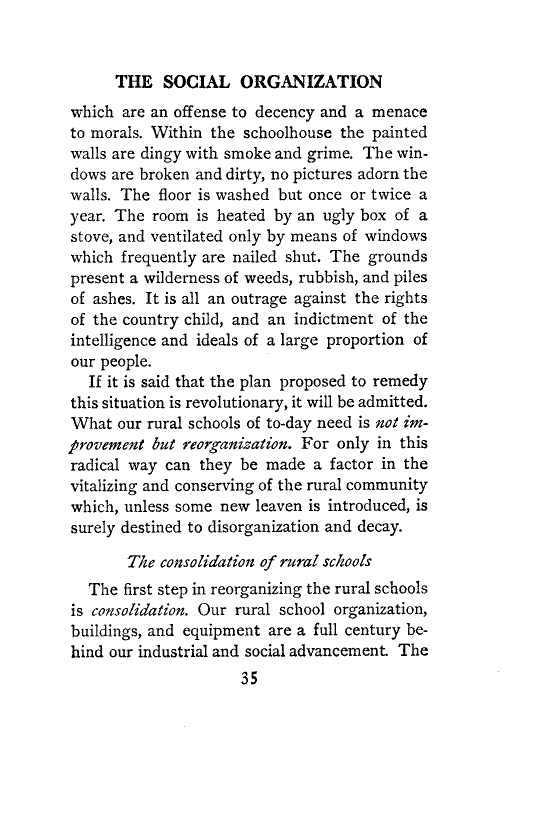 THE SOCIAL ORGANIZATION
which are an offense to decency and a menace
to morals. Within the schoolhouse the painted
walls are dingy with smoke and grime. The win-
dows are broken and dirty, no pictures adorn the
walls. The floor is washed but once or twice a
year. The room is heated by an ugly box of a
stove, and ventilated only by means of windows
which frequently are nailed shut. The grounds
present a wilderness of weeds, rubbish, and piles
of ashes. It is all an outrage against the rights
of the country child, and an indictment of the
intelligence and ideals of a large proportion of
our people.
If it is said that the plan proposed to remedy
this situation is revolutionary, it will be admitted.
What our rural schools of to-day need is not im-
provement but reorganization. For only in this
radical way can they be made a factor in the
vitalizing and conserving of the rural community
which, unless some new leaven is introduced, is
surely destined to disorganization and decay.
The consolidation of rural schools
The first step in reorganizing the rural schools
is consolidation. Our rural school organization,
buildings, and equipment are a full century be-
hind our industrial and social advancement. The
35